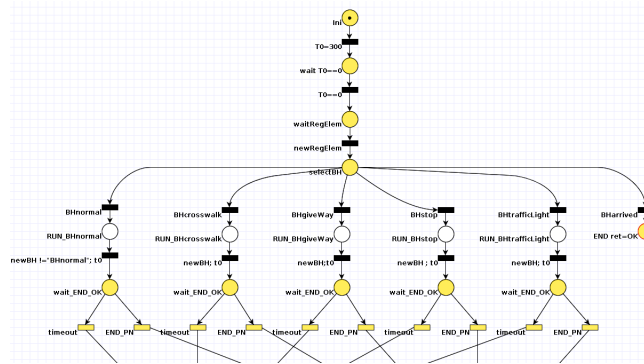 Ini
T0=300
wait T0==0
T0==0
waitRegElem
newRegElem
selectBH
BHnormal BHcrosswalk BHgiveWay BHstop BHtrafficLight BHarrived
RUN_BHnormal RUN_BHcrosswalk RUN_BHgiveWay RUN_BHstop RUN_BHtrafficLight END ret=OK
newBH !="BHnormal"; t0 newBH; t0 newBH;t0 newBH ; t0 newBH; t0
wait_END_OK wait_END_OK wait_END_OK wait_END_OK wait_END_OK
timeout END_PN timeout END_PN timeout END_PN timeout END_PN timeout END_PN